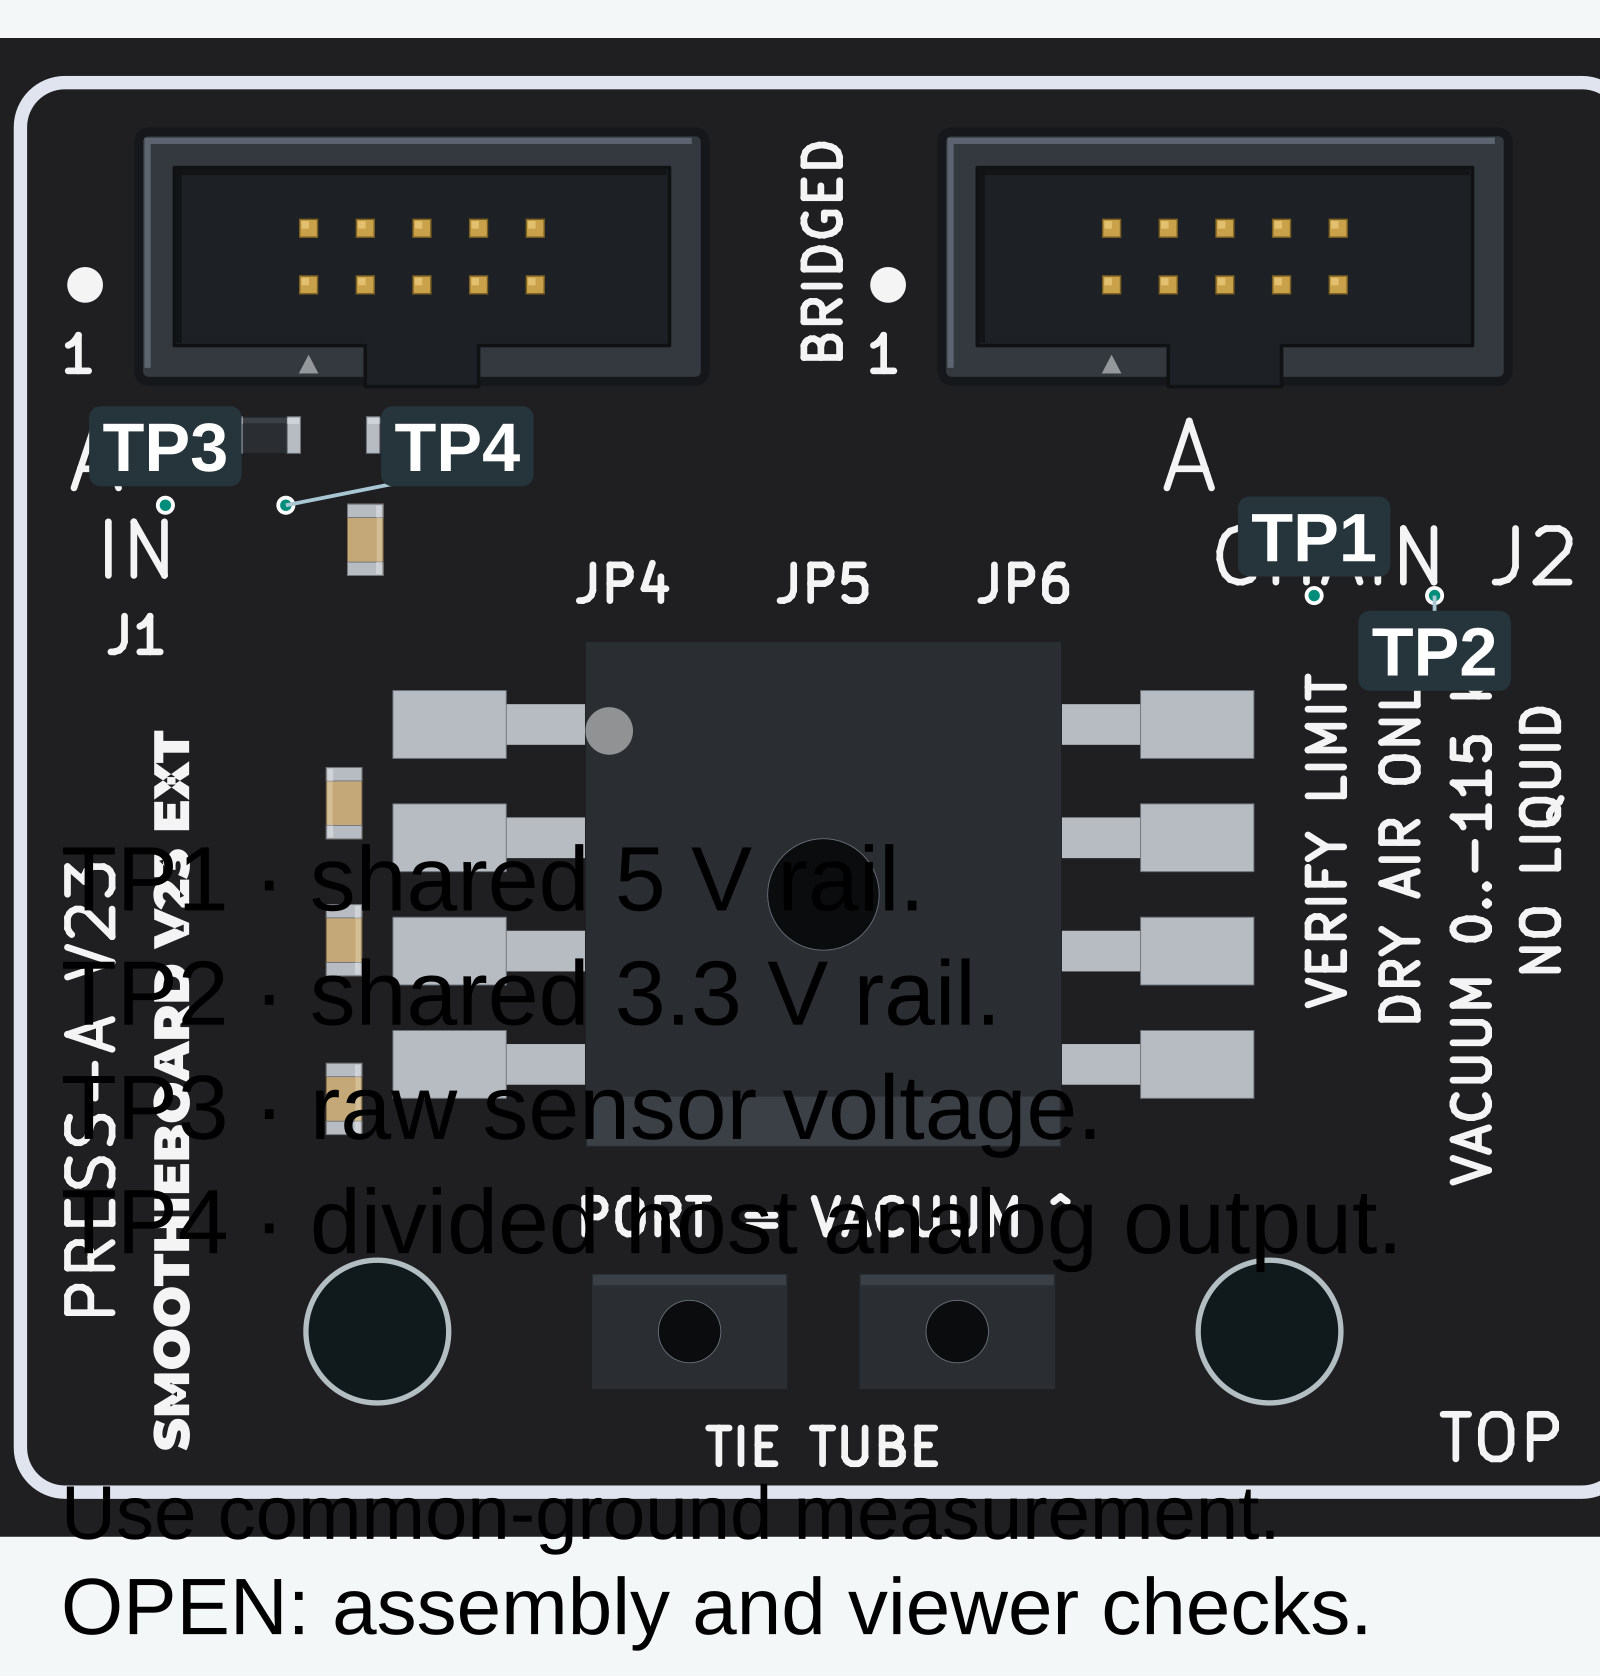 BRIDGED
1
1
TP3
TP4
A
IN
J1
TP1
J2
TP2
JP4
JP5
JP6
VERIFY LIMIT
DRY AIR
VACUUM 0..-115
NO LIQUID
PRESS-A V23
SMOOTHIEBOARD V2S EXT
TP1 · shared 5 V rail.
TP2 · shared 3.3 V rail.
TP3 · raw sensor voltage.
TP4 · divided host analog output.
PORT = VACUUM ^
TIE TUBE
TOP
Use common-ground measurement.
OPEN: assembly and viewer checks.